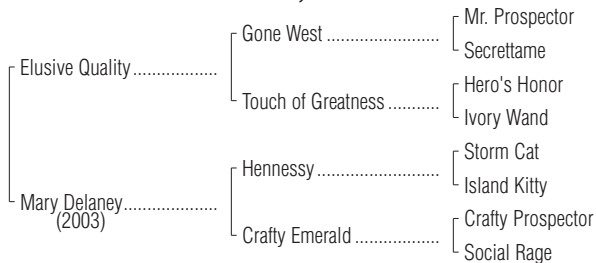 Mr. Prospector
Gone West
Secrettame
Elusive Quality
Hero's Honor
Touch of Greatness
Ivory Wand
Storm Cat
Hennessy
Island Kitty
Mary Delaney
(2003)
Crafty Prospector
Crafty Emerald
Social Rage